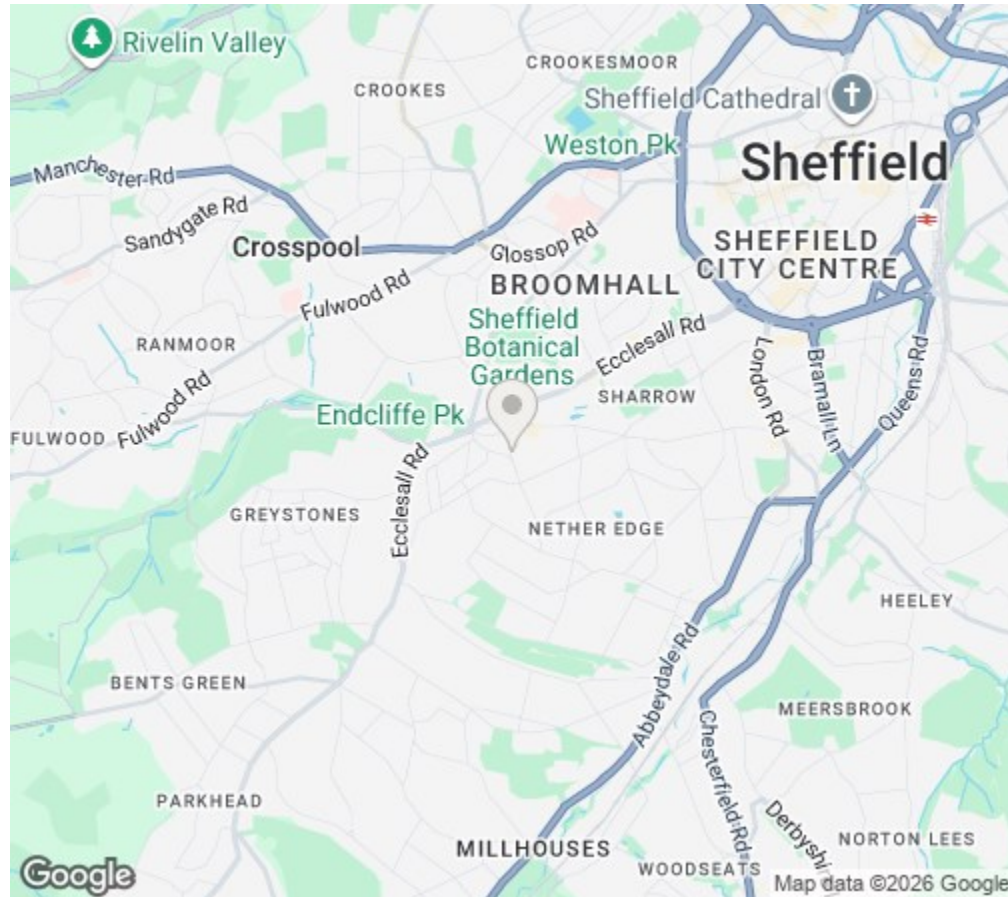 Rivelin Valley
CROOKESMOOR
CROOKES
Sheffield Cathedral
Weston Pk
Sheffield
Manchester Rd
Sandygate Rd
Crosspool
Glossop Rd
SHEFFIELD
CITY CENTRE
BROOMHALL
Fulwood Rd
Sheffield
Botanical
Gardens
Ecclesall Rd
RANMOOR
SHARROW
London Rd
Bramall Ln
Queens Rd
Fulwood Rd
Endcliffe Pk
FULWOOD
Ecclesall Rd
GREYSTONES
NETHER EDGE
HEELEY
Abbeydale Rd
BENTS GREEN
MEERSBROOK
Chesterfield Rd
PARKHEAD
Derbyshir
MILLHOUSES
NORTON LEES
WOODSEATS
Google
Map data ©2026 Google